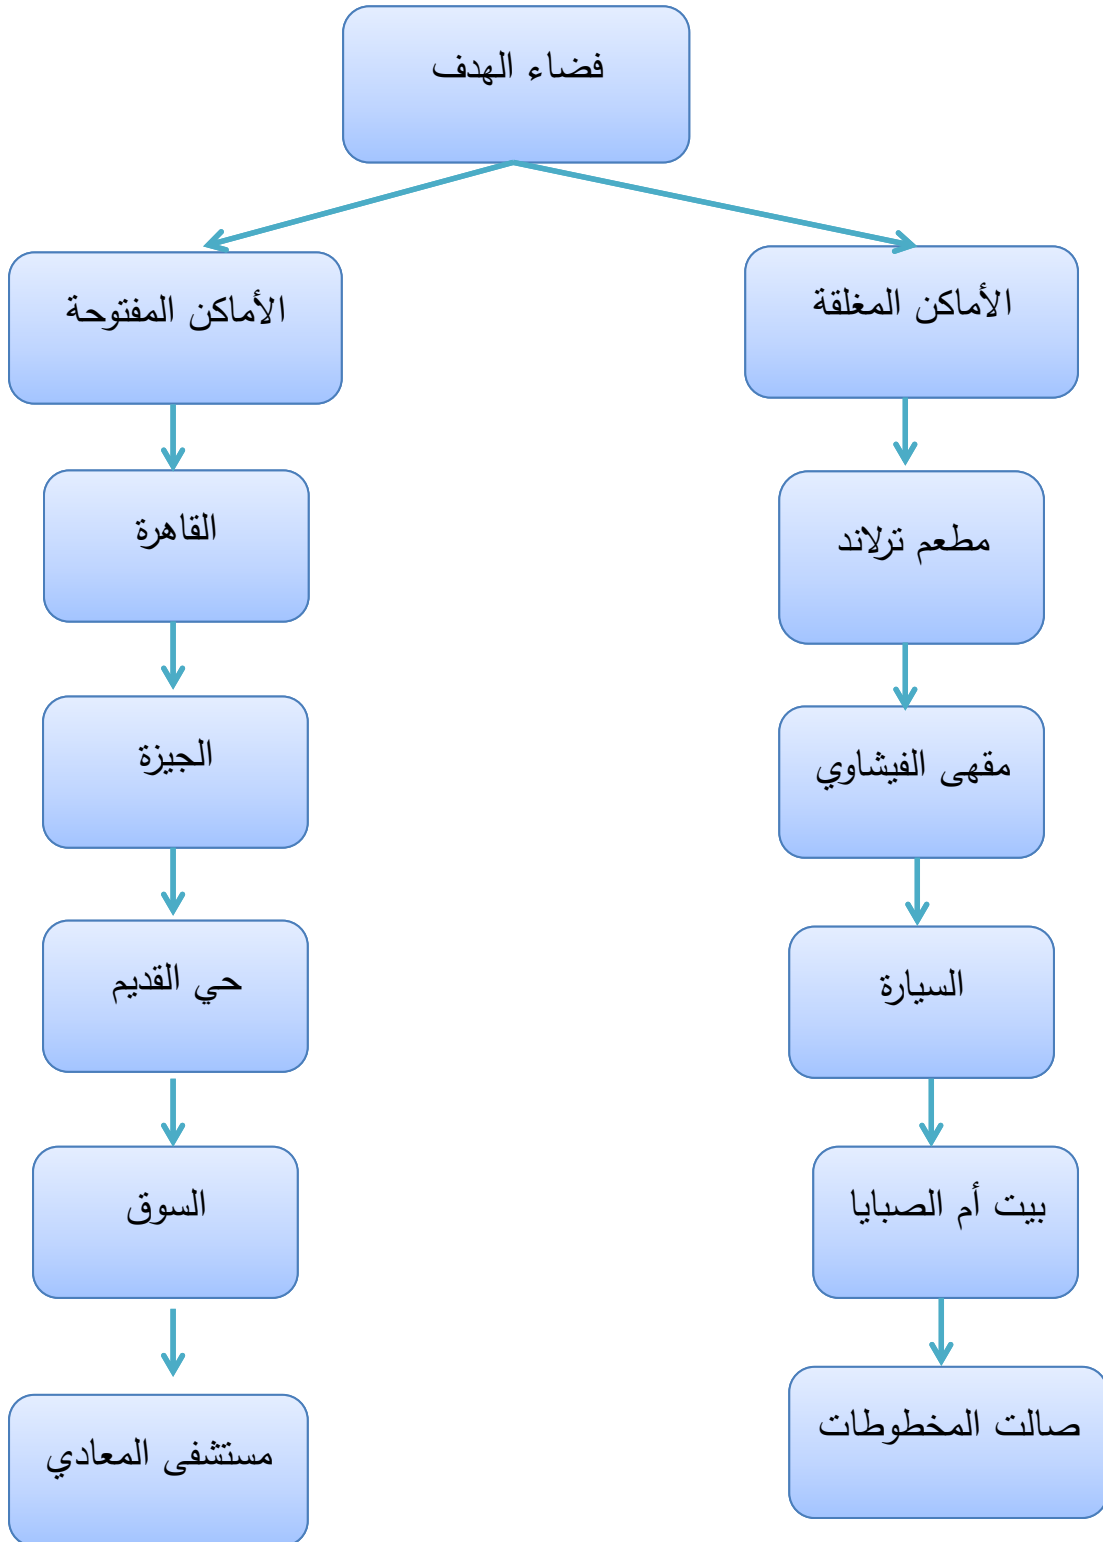 فضاء الهدف
الأماكن المغلقة
الأماكن المفتوحة
مطعم ترلاند
القاهرة
مقهى الفيشاوي
الجيزة
السيارة
حي القديم
بيت أم الصبايا
السوق
صالت المخطوطات
مستشفى المعادي